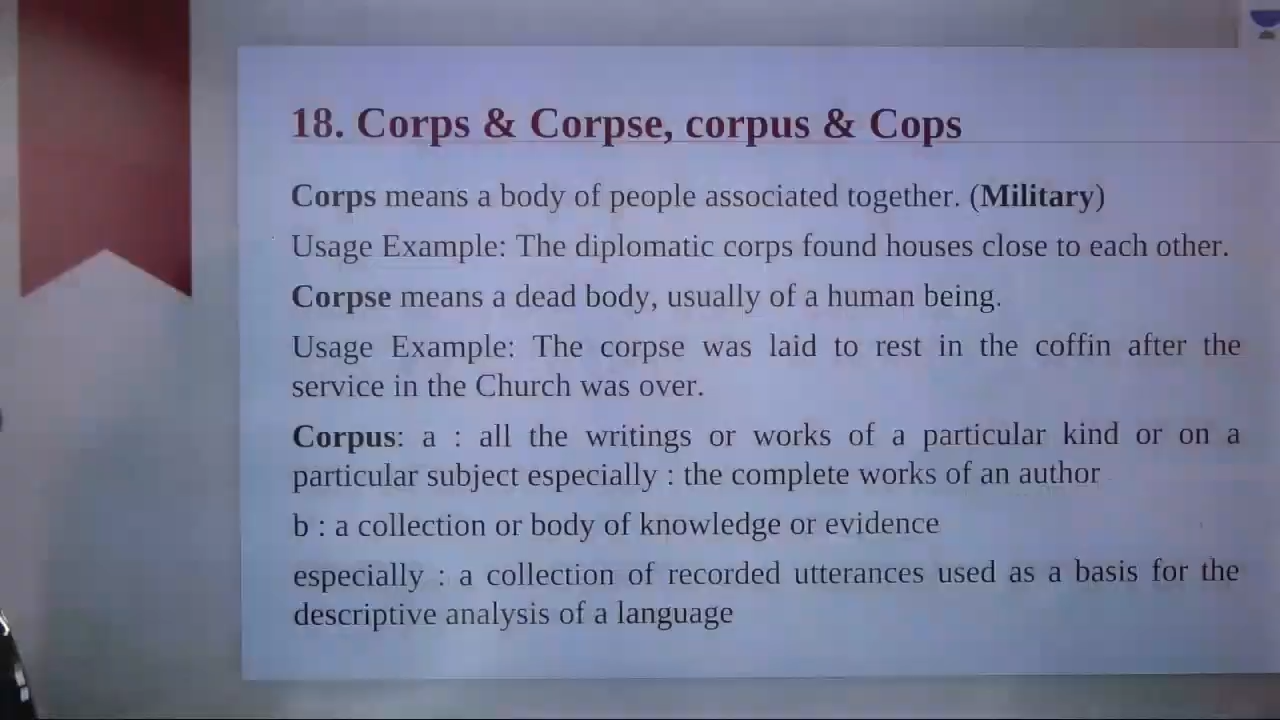 18. Corps & Corpse, corpus & Cops
Corps means a body of people associated together. (Military)
Usage Example: The diplomatic corps found houses close to each other.
Corpse means a dead body, usually of a human being.
Usage Example: The corpse was laid to rest in the coffin after the
service in the Church was over.
Corpus: a : all the writings or works of a particular kind or on a
particular subject especially : the complete works of an author
b : a collection or body of knowledge or evidence
especially : a collection of recorded utterances used as a basis for the
descriptive analysis of a language